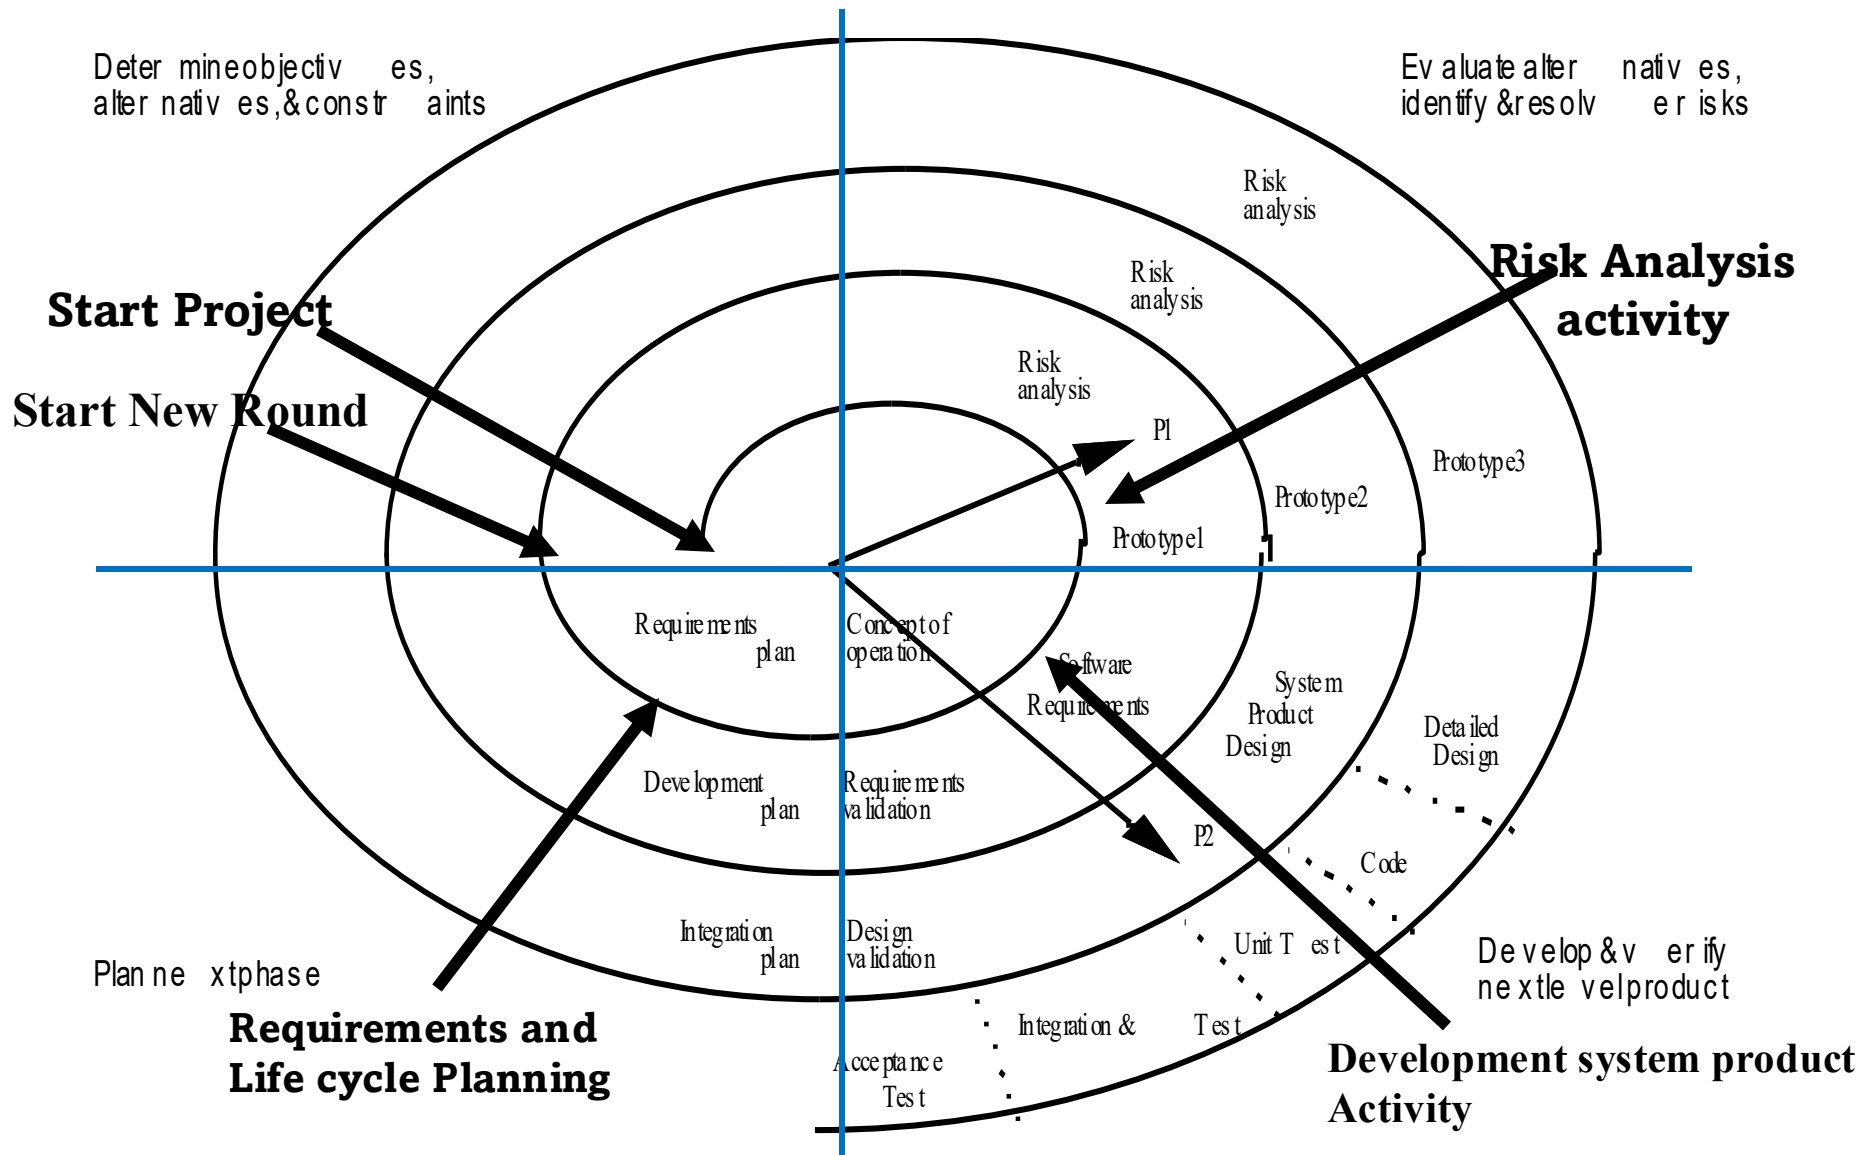 Determine objectives,
alternatives, & constraints
Evaluate alternatives,
identify & resolve risks
Risk
analysis
Risk Analysis
activity
Risk
analysis
Start Project
Risk
analysis
Start New Round
P1
Prototype3
Prototype2
Prototype1
Requirements
plan
Concept of
operation
Software
Requirements
System
Product
Design
Detailed
Design
Development
plan
Requirements
validation
P2
Code
Integration
plan
Design
validation
Unit Test
Develop & verify
next level product
Plan next phase
Requirements and
Life cycle Planning
Integration & Test
Acceptance
Test
Development system product
Activity